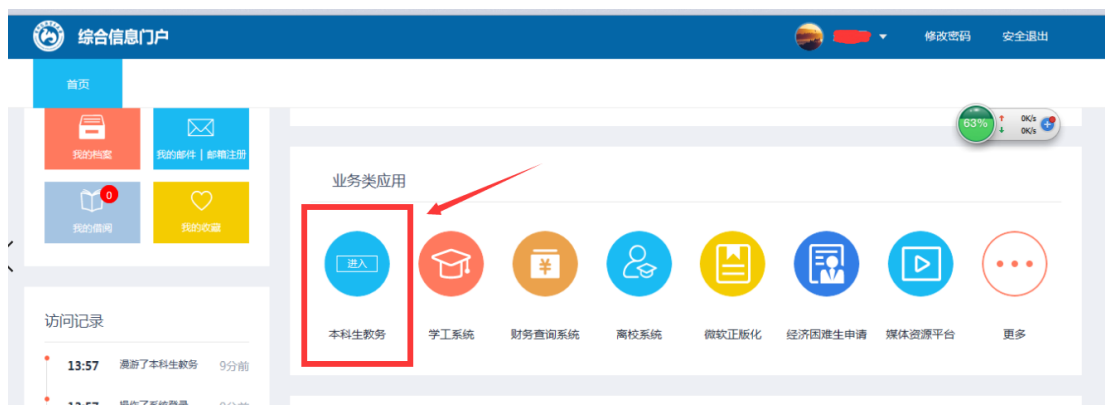 综合信息门户
修改密码
安全退出
首页
我的档案
我的邮件 | 邮箱注册
63%
0K/s
0K/s
业务类应用
0
我的借阅
我的收藏
进入
本科生教务
学工系统
财务查询系统
离校系统
微软正版化
经济困难生申请
媒体资源平台
更多
访问记录
13:57 漫游了本科生教务 9分前
13:57